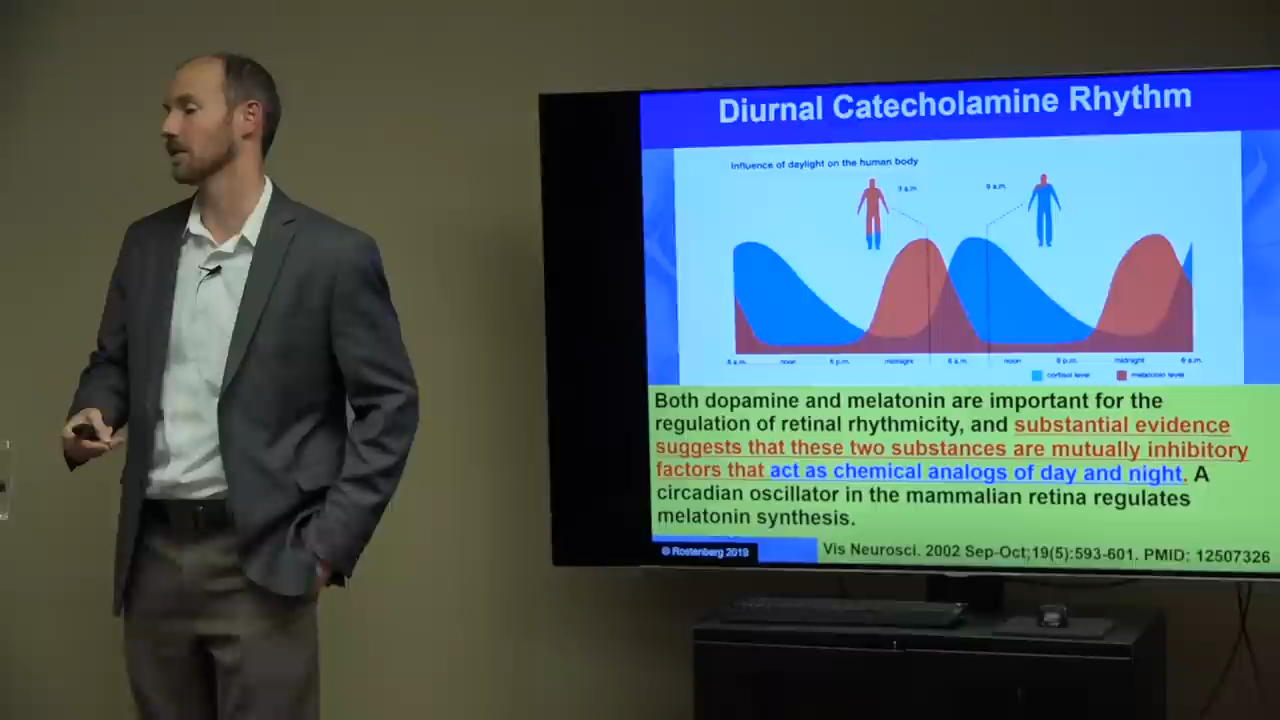 Diurnal Catecholamine Rhythm
Influence of daylight on the human body
3 a.m. 9 a.m.
6 a.m. noon 6 p.m. midnight 6 a.m. noon 6 p.m. midnight 6 a.m.
cortisol level melatonin level
Both dopamine and melatonin are important for the
regulation of retinal rhythmicity, and substantial evidence
suggests that these two substances are mutually inhibitory
factors that act as chemical analogs of day and night. A
circadian oscillator in the mammalian retina regulates
melatonin synthesis.
© Rostenberg 2019
Vis Neurosci. 2002 Sep-Oct;19(5):593-601. PMID: 12507326